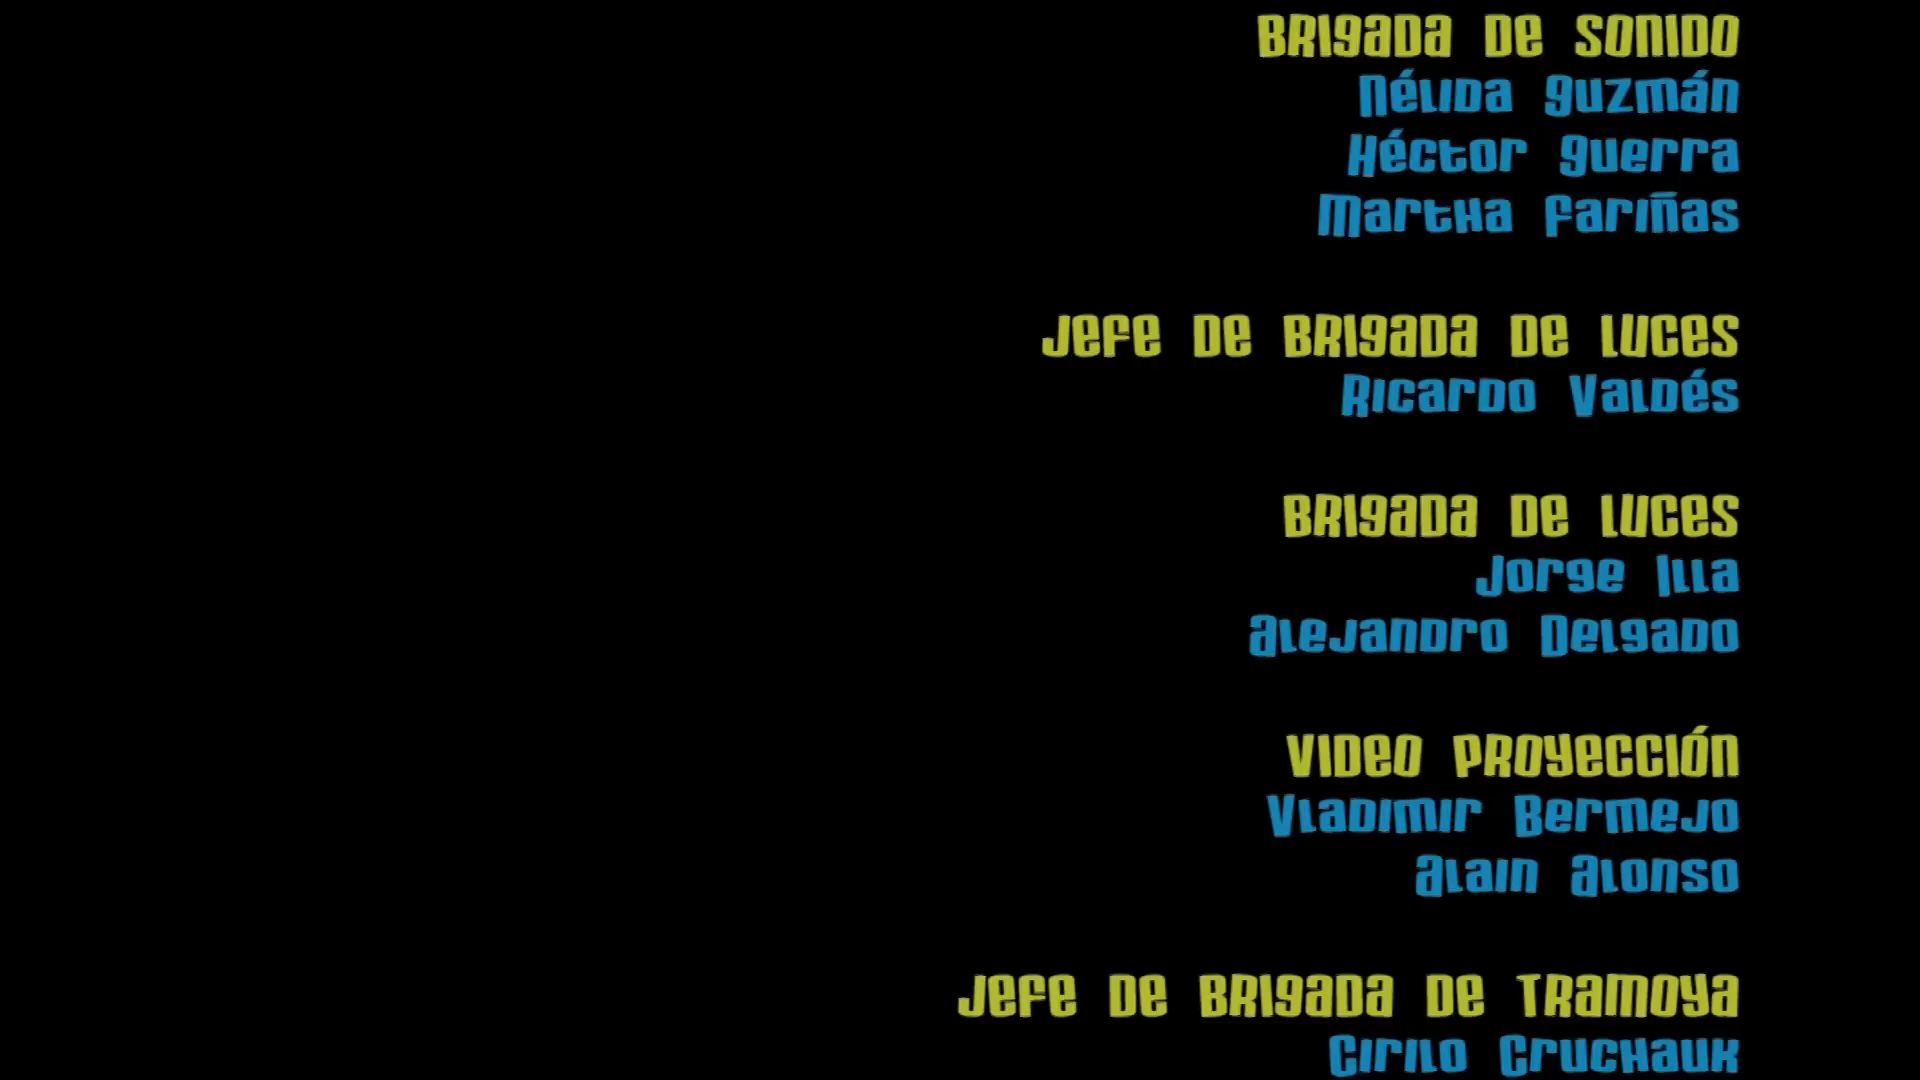 BRIGADA DE SONIDO
Nélida Guzmán
Héctor Guerra
Martha Fariñas
JEFE DE BRIGADA DE LUCES
Ricardo Valdés
BRIGADA DE LUCES
Jorge Illa
Alejandro Delgado
VIDEO PROYECCIÓN
Vladimir Bermejo
Alain Alonso
JEFE DE BRIGADA DE TRAMOYA
Cirilo Cruchauk